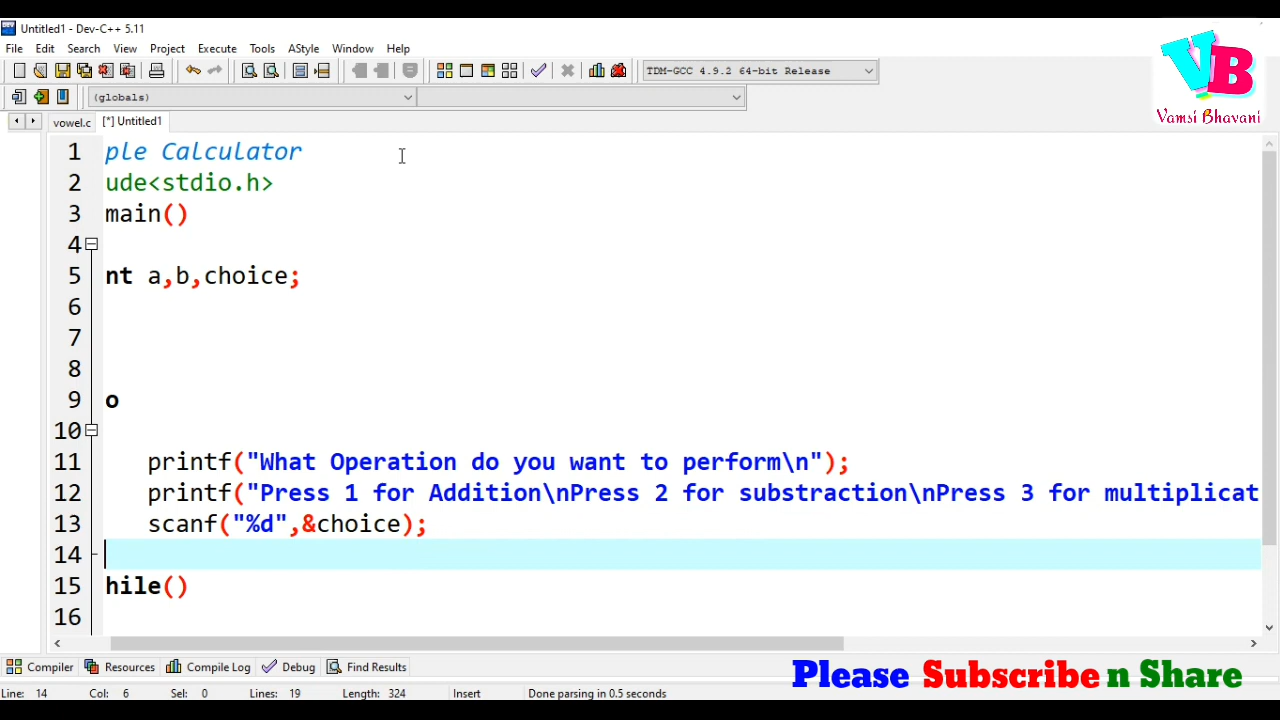 Untitled1 - Dev-C++ 5.11
File Edit Search View Project Execute Tools AStyle Window Help
TDM-GCC 4.9.2 64-bit Release
(globals)
VB
Vamsi Bhavani
vowel.c [*] Untitled1
1 ple Calculator
2 ude<stdio.h>
3 main()
4
5 nt a,b,choice;
6
7
8
9 o
10
11 printf("What Operation do you want to perform\n");
12 printf("Press 1 for Addition\nPress 2 for substraction\nPress 3 for multiplicat
13 scanf("%d",&choice);
14
15 hile()
16
Compiler Resources Compile Log Debug Find Results
Please Subscribe n Share
Line: 14 Col: 6 Sel: 0 Lines: 19 Length: 324 Insert Done parsing in 0.5 seconds